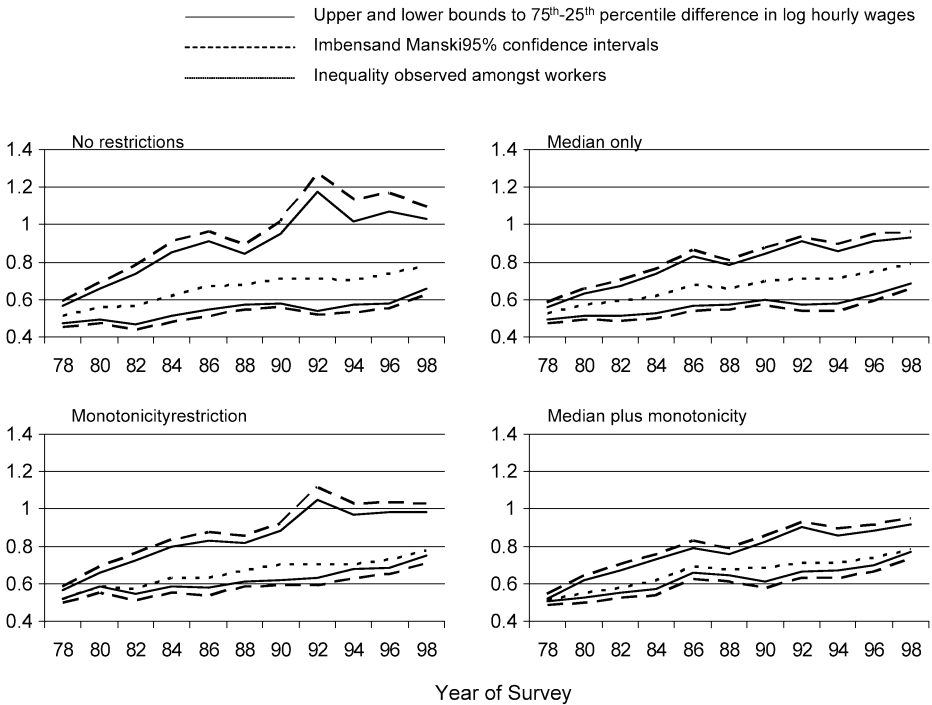 Upper and lower bounds to 75th-25th percentile difference in log hourly wages
Imbensand Manski95% confidence intervals
Inequality observed amongst workers
No restrictions
1.4
1.2
1
0.8
0.6
0.4
78 80 82 84 86 88 90 92 94 96 98
Median only
1.4
1.2
1
0.8
0.6
0.4
78 80 82 84 86 88 90 92 94 96 98
Monotonicityrestriction
1.4
1.2
1
0.8
0.6
0.4
78 80 82 84 86 88 90 92 94 96 98
Median plus monotonicity
1.4
1.2
1
0.8
0.6
0.4
78 80 82 84 86 88 90 92 94 96 98
Year of Survey